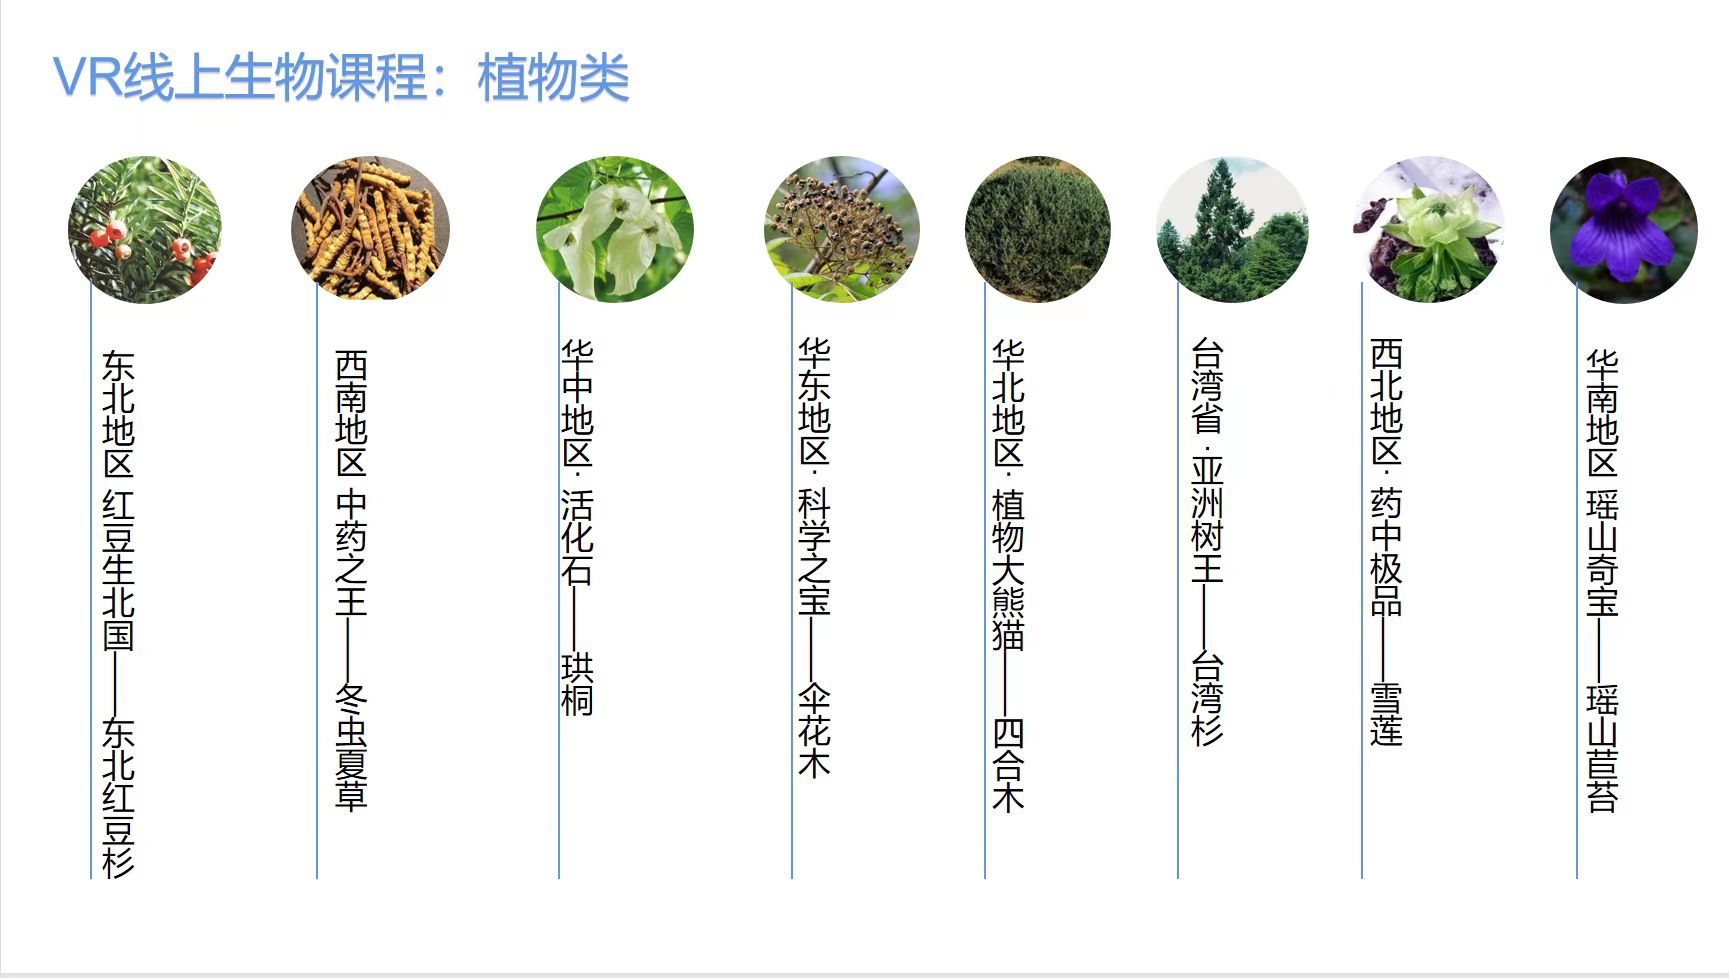 VR线上生物课程：植物类
东北地区 红豆生北国——东北红豆杉
西南地区 中药之王——冬虫夏草
华中地区· 活化石——珙桐
华东地区· 科学之宝——伞花木
华北地区· 植物大熊猫——四合木
台湾省·亚洲树王——台湾杉
西北地区· 药中极品——雪莲
华南地区 瑶山奇宝——瑶山苣苔